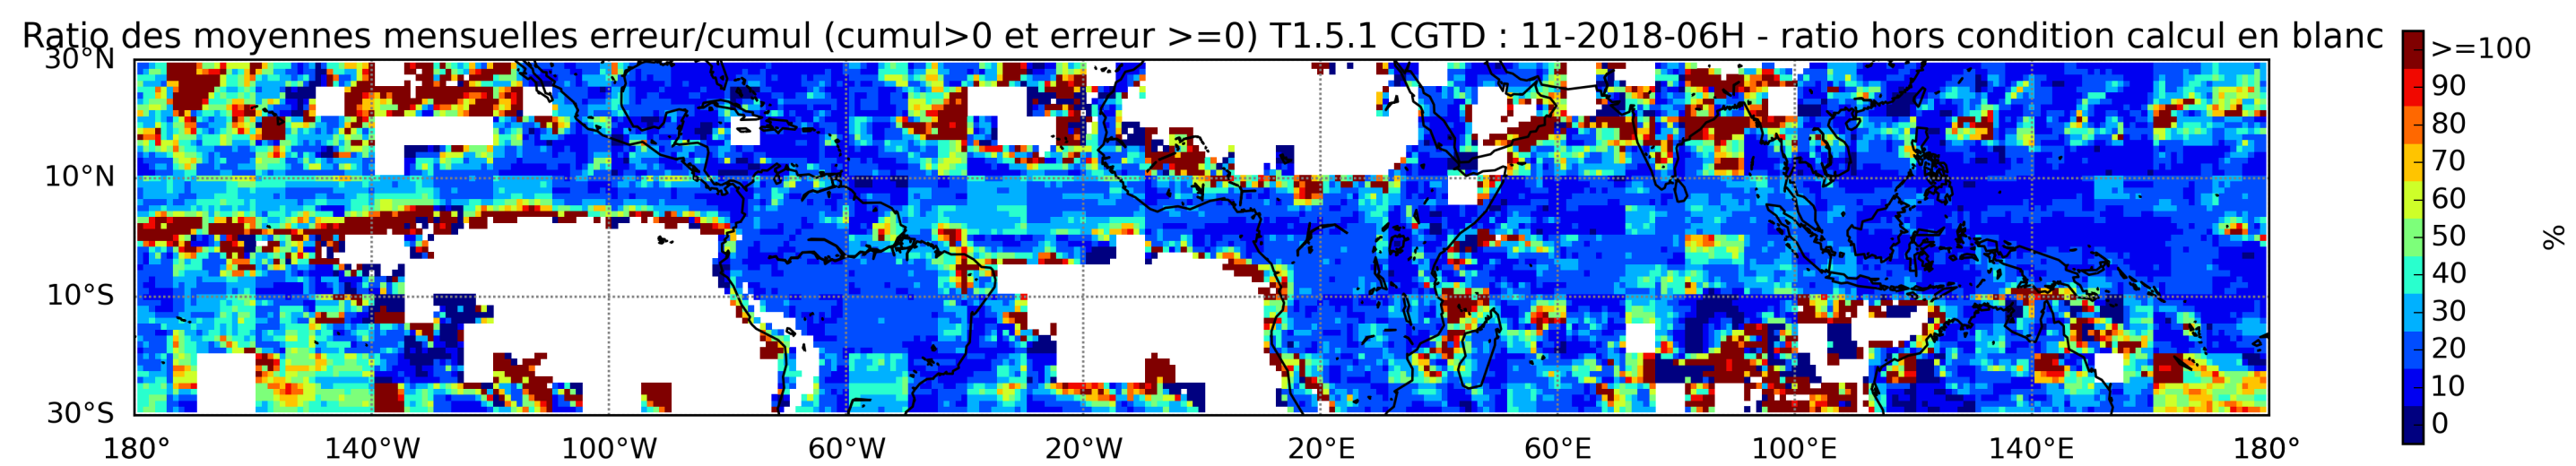 Ratio des moyennes mensuelles erreur/cumul (cumul>0 et erreur >=0) T1.5.1 CGTD : 11-2018-06H - ratio hors condition calcul en blanc
30°N
10°N
10°S
30°S
180°
140°W
100°W
60°W
20°W
20°E
60°E
100°E
140°E
180°
>=100
90
80
70
60
50
40
30
20
10
0
%